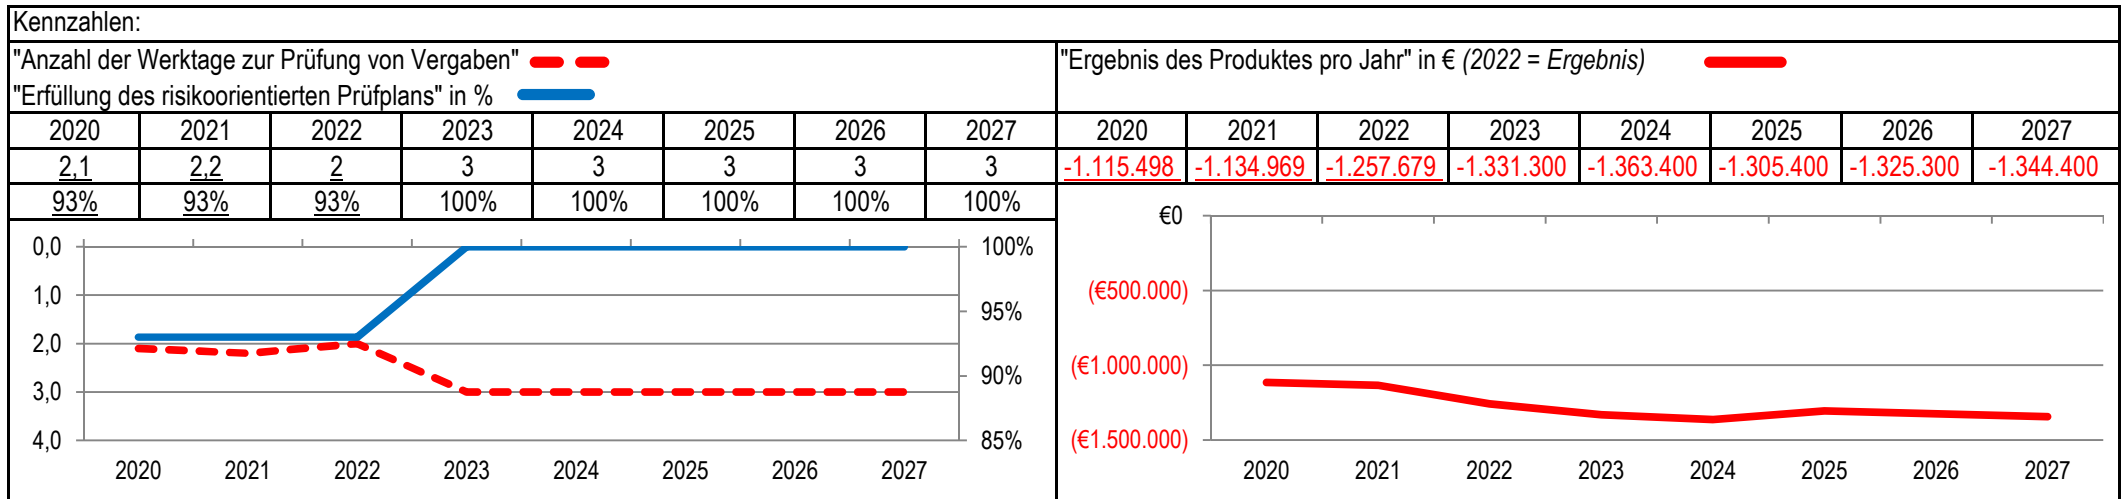 Kennzahlen:
"Anzahl der Werktage zur Prüfung von Vergaben"
"Erfüllung des risikoorientierten Prüfplans" in %
2020 2021 2022 2023 2024 2025 2026 2027
2,1 2,2 2 3 3 3 3 3
93% 93% 93% 100% 100% 100% 100% 100%
0,0 100%
1,0
95%
2,0
90%
3,0
4,0 85%
2020 2021 2022 2023 2024 2025 2026 2027
"Ergebnis des Produktes pro Jahr" in € (2022 = Ergebnis)
2020 2021 2022 2023 2024 2025 2026 2027
-1.115.498 -1.134.969 -1.257.679 -1.331.300 -1.363.400 -1.305.400 -1.325.300 -1.344.400
€0
(€500.000)
(€1.000.000)
(€1.500.000)
2020 2021 2022 2023 2024 2025 2026 2027